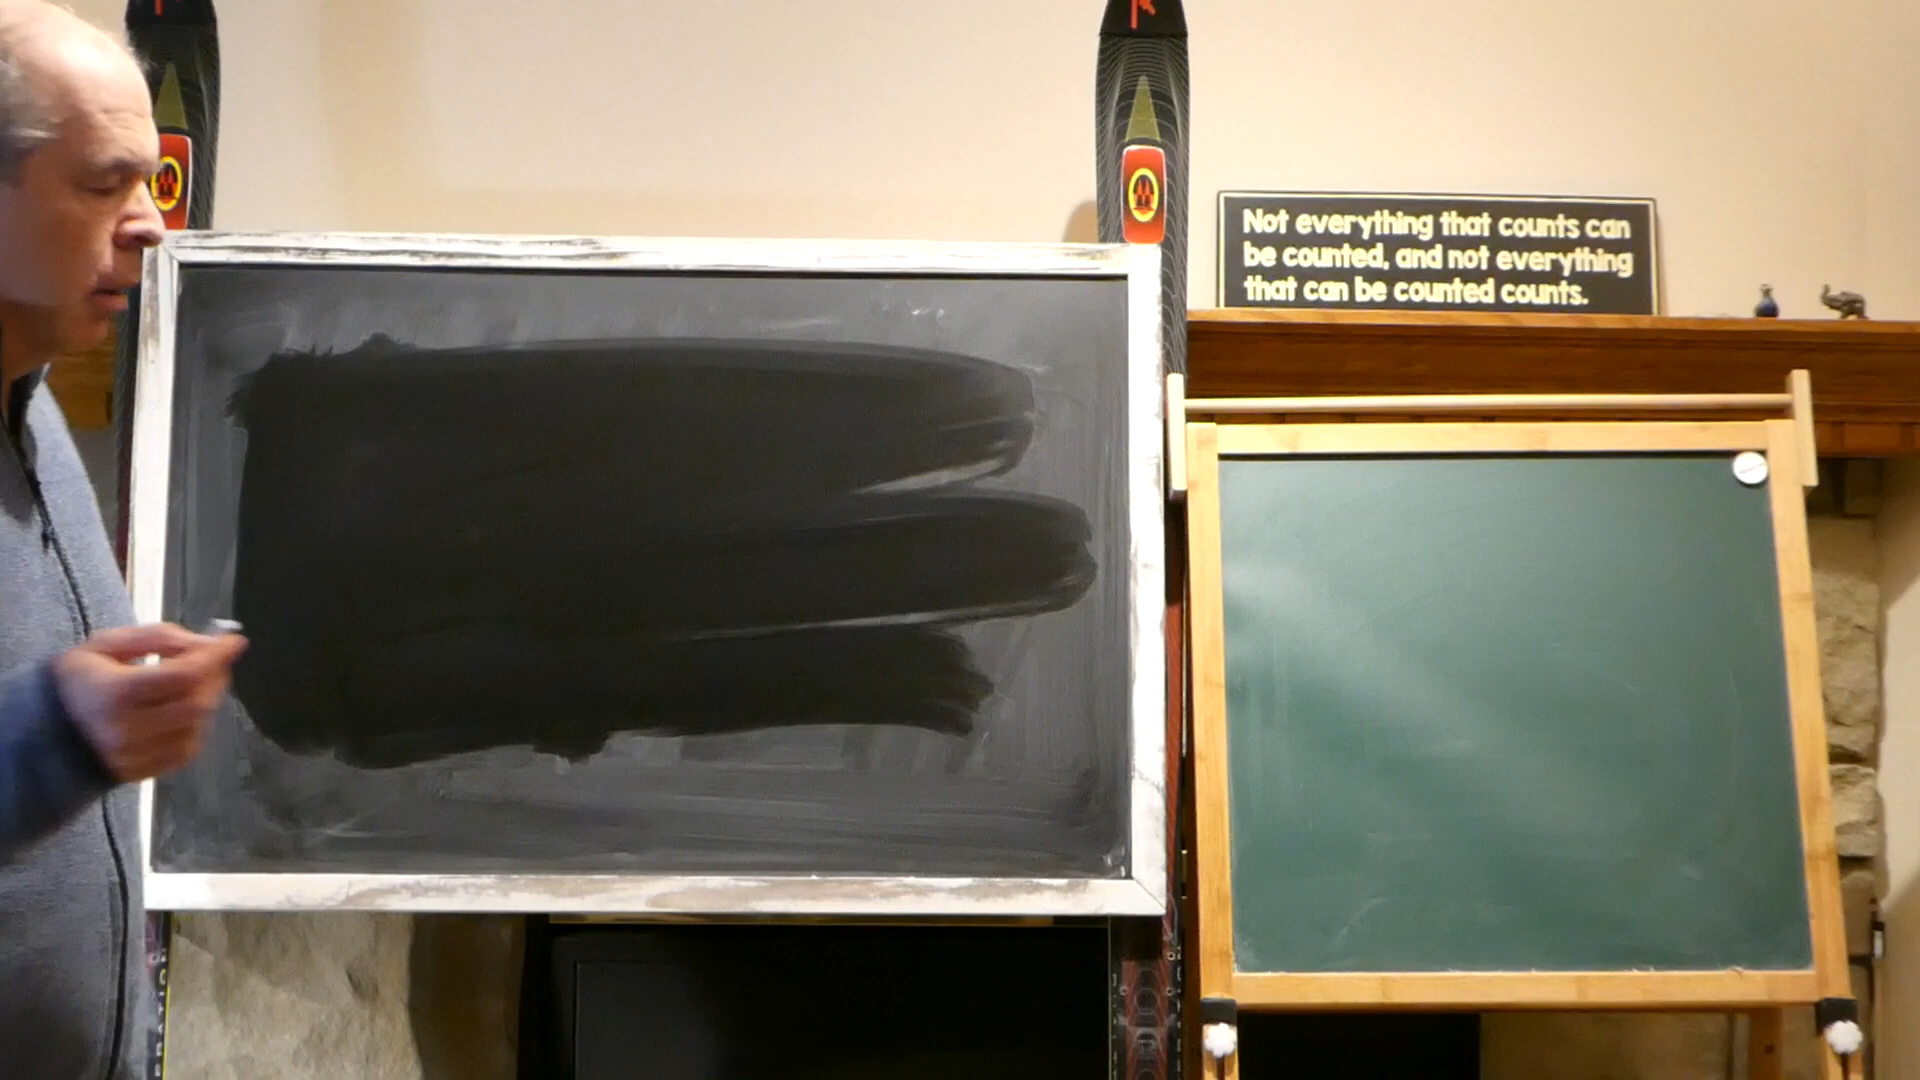 Not everything that counts can
be counted, and not everything
that can be counted counts.